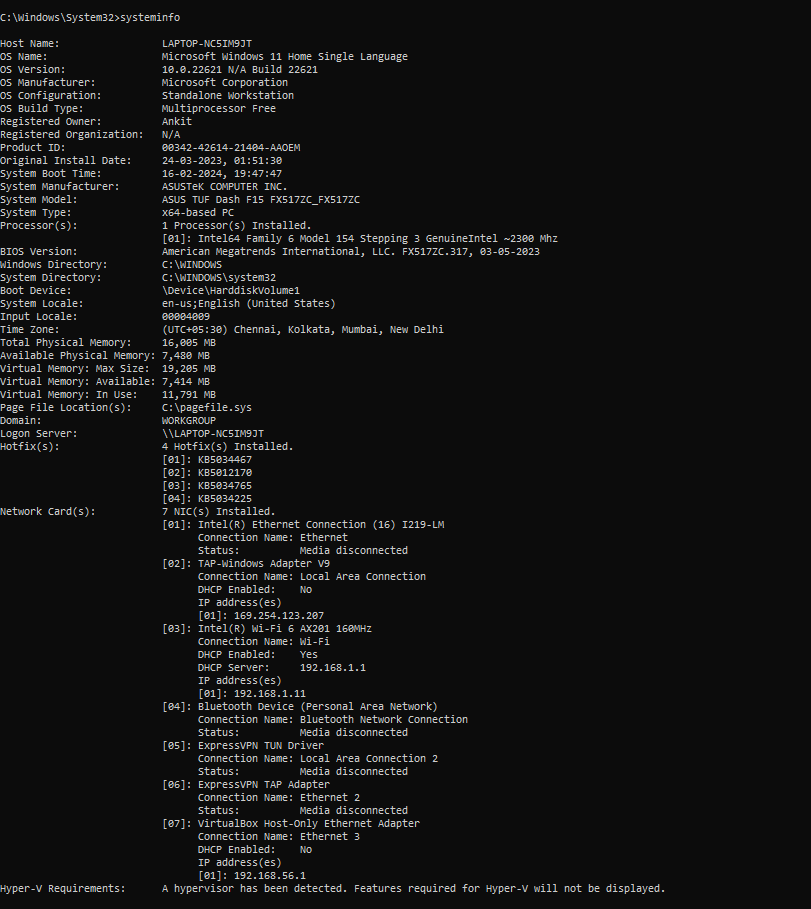 C:\Windows\System32>systeminfo
Host Name:                 LAPTOP-NC5IM9JT
OS Name:                   Microsoft Windows 11 Home Single Language
OS Version:                10.0.22621 N/A Build 22621
OS Manufacturer:           Microsoft Corporation
OS Configuration:          Standalone Workstation
OS Build Type:             Multiprocessor Free
Registered Owner:          Ankit
Registered Organization:   N/A
Product ID:                00342-42614-21404-AAOEM
Original Install Date:     24-03-2023, 01:51:30
System Boot Time:          16-02-2024, 19:47:47
System Manufacturer:       ASUSTeK COMPUTER INC.
System Model:              ASUS TUF Dash F15 FX517ZC_FX517ZC
System Type:               x64-based PC
Processor(s):              1 Processor(s) Installed.
                           [01]: Intel64 Family 6 Model 154 Stepping 3 GenuineIntel ~2300 Mhz
BIOS Version:              American Megatrends International, LLC. FX517ZC.317, 03-05-2023
Windows Directory:         C:\WINDOWS
System Directory:          C:\WINDOWS\system32
Boot Device:               \Device\HarddiskVolume1
System Locale:             en-us;English (United States)
Input Locale:              00004009
Time Zone:                 (UTC+05:30) Chennai, Kolkata, Mumbai, New Delhi
Total Physical Memory:     16,005 MB
Available Physical Memory: 7,480 MB
Virtual Memory: Max Size:  19,205 MB
Virtual Memory: Available: 7,414 MB
Virtual Memory: In Use:    11,791 MB
Page File Location(s):     C:\pagefile.sys
Domain:                    WORKGROUP
Logon Server:              \\LAPTOP-NC5IM9JT
Hotfix(s):                 4 Hotfix(s) Installed.
                           [01]: KB5034467
                           [02]: KB5012170
                           [03]: KB5034765
                           [04]: KB5034225
Network Card(s):           7 NIC(s) Installed.
                           [01]: Intel(R) Ethernet Connection (16) I219-LM
                                 Connection Name: Ethernet
                                 Status:          Media disconnected
                           [02]: TAP-Windows Adapter V9
                                 Connection Name: Local Area Connection
                                 DHCP Enabled:    No
                                 IP address(es)
                                 [01]: 169.254.123.207
                           [03]: Intel(R) Wi-Fi 6 AX201 160MHz
                                 Connection Name: Wi-Fi
                                 DHCP Enabled:    Yes
                                 DHCP Server:     192.168.1.1
                                 IP address(es)
                                 [01]: 192.168.1.11
                           [04]: Bluetooth Device (Personal Area Network)
                                 Connection Name: Bluetooth Network Connection
                                 Status:          Media disconnected
                           [05]: ExpressVPN TUN Driver
                                 Connection Name: Local Area Connection 2
                                 Status:          Media disconnected
                           [06]: ExpressVPN TAP Adapter
                                 Connection Name: Ethernet 2
                                 Status:          Media disconnected
                           [07]: VirtualBox Host-Only Ethernet Adapter
                                 Connection Name: Ethernet 3
                                 DHCP Enabled:    No
                                 IP address(es)
                                 [01]: 192.168.56.1
Hyper-V Requirements:      A hypervisor has been detected. Features required for Hyper-V will not be displayed.